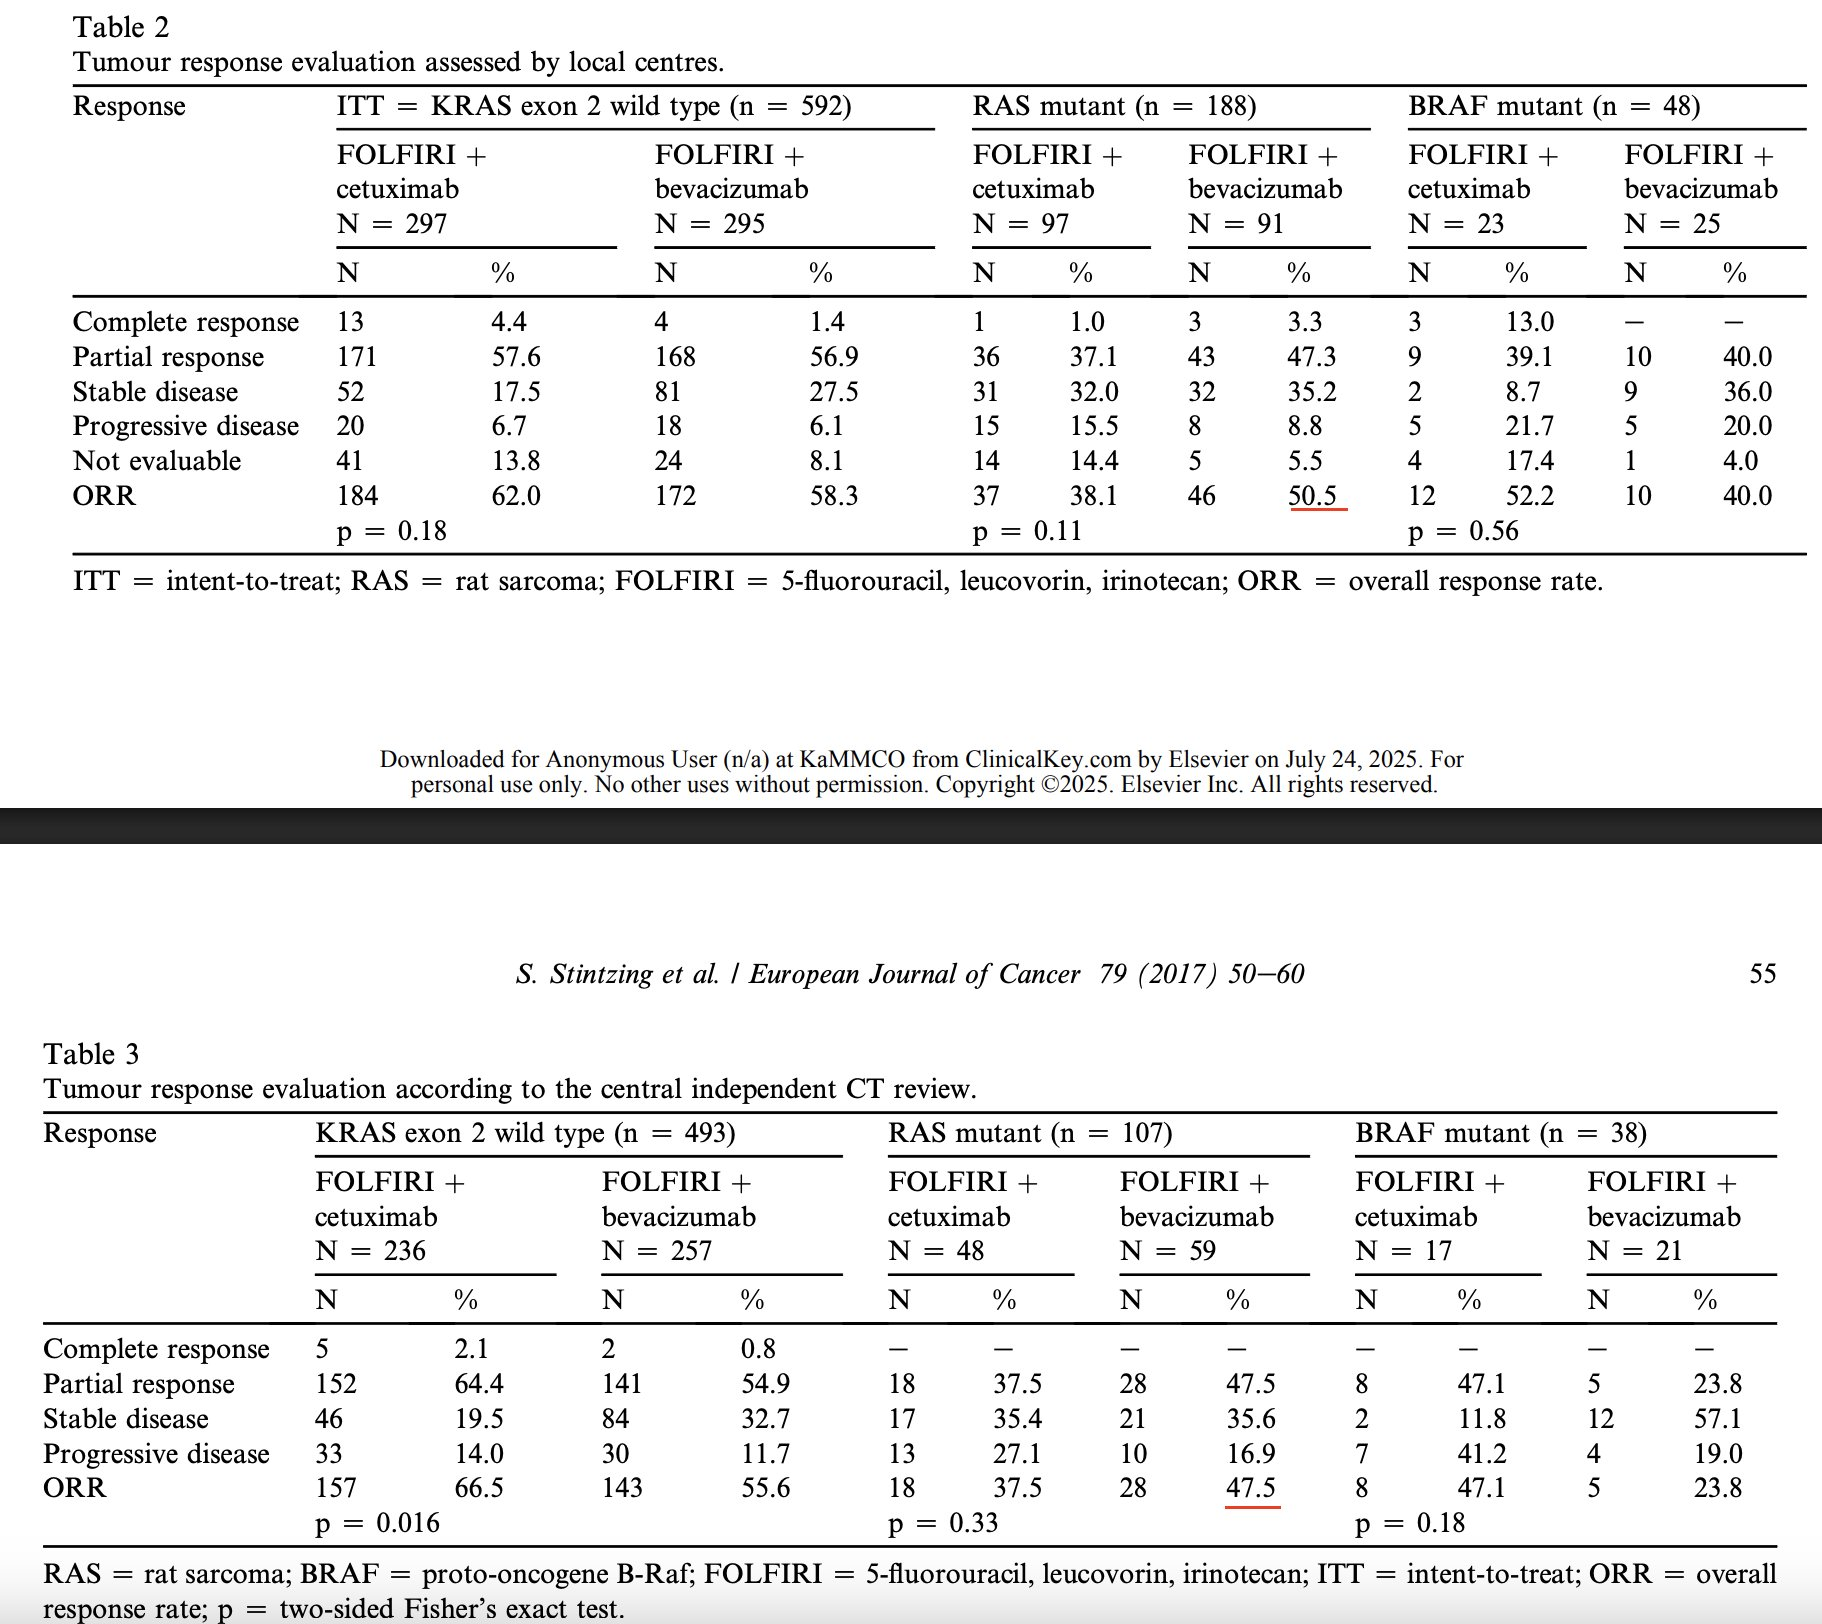 Table 2
Tumour response evaluation assessed by local centres.
Response ITT = KRAS exon 2 wild type (n = 592) RAS mutant (n = 188) BRAF mutant (n = 48)
FOLFIRI + FOLFIRI + FOLFIRI + FOLFIRI + FOLFIRI + FOLFIRI +
cetuximab bevacizumab cetuximab bevacizumab cetuximab bevacizumab
N = 297 N = 295 N = 97 N = 91 N = 23 N = 25
N % N % N % N % N % N %
Complete response 13 4.4 4 1.4 1 1.0 3 3.3 3 13.0 – –
Partial response 171 57.6 168 56.9 36 37.1 43 47.3 9 39.1 10 40.0
Stable disease 52 17.5 81 27.5 31 32.0 32 35.2 2 8.7 9 36.0
Progressive disease 20 6.7 18 6.1 15 15.5 8 8.8 5 21.7 5 20.0
Not evaluable 41 13.8 24 8.1 14 14.4 5 5.5 4 17.4 1 4.0
ORR 184 62.0 172 58.3 37 38.1 46 50.5 12 52.2 10 40.0
p = 0.18 p = 0.11 p = 0.56
ITT = intent-to-treat; RAS = rat sarcoma; FOLFIRI = 5-fluorouracil, leucovorin, irinotecan; ORR = overall response rate.
Downloaded for Anonymous User (n/a) at KaMMCO from ClinicalKey.com by Elsevier on July 24, 2025. For
personal use only. No other uses without permission. Copyright ©2025. Elsevier Inc. All rights reserved.
S. Stintzing et al. / European Journal of Cancer 79 (2017) 50–60 55
Table 3
Tumour response evaluation according to the central independent CT review.
Response KRAS exon 2 wild type (n = 493) RAS mutant (n = 107) BRAF mutant (n = 38)
FOLFIRI + FOLFIRI + FOLFIRI + FOLFIRI + FOLFIRI + FOLFIRI +
cetuximab bevacizumab cetuximab bevacizumab cetuximab bevacizumab
N = 236 N = 257 N = 48 N = 59 N = 17 N = 21
N % N % N % N % N % N %
Complete response 5 2.1 2 0.8 – – – – – – – –
Partial response 152 64.4 141 54.9 18 37.5 28 47.5 8 47.1 5 23.8
Stable disease 46 19.5 84 32.7 17 35.4 21 35.6 2 11.8 12 57.1
Progressive disease 33 14.0 30 11.7 13 27.1 10 16.9 7 41.2 4 19.0
ORR 157 66.5 143 55.6 18 37.5 28 47.5 8 47.1 5 23.8
p = 0.016 p = 0.33 p = 0.18
RAS = rat sarcoma; BRAF = proto-oncogene B-Raf; FOLFIRI = 5-fluorouracil, leucovorin, irinotecan; ITT = intent-to-treat; ORR = overall
response rate; p = two-sided Fisher's exact test.